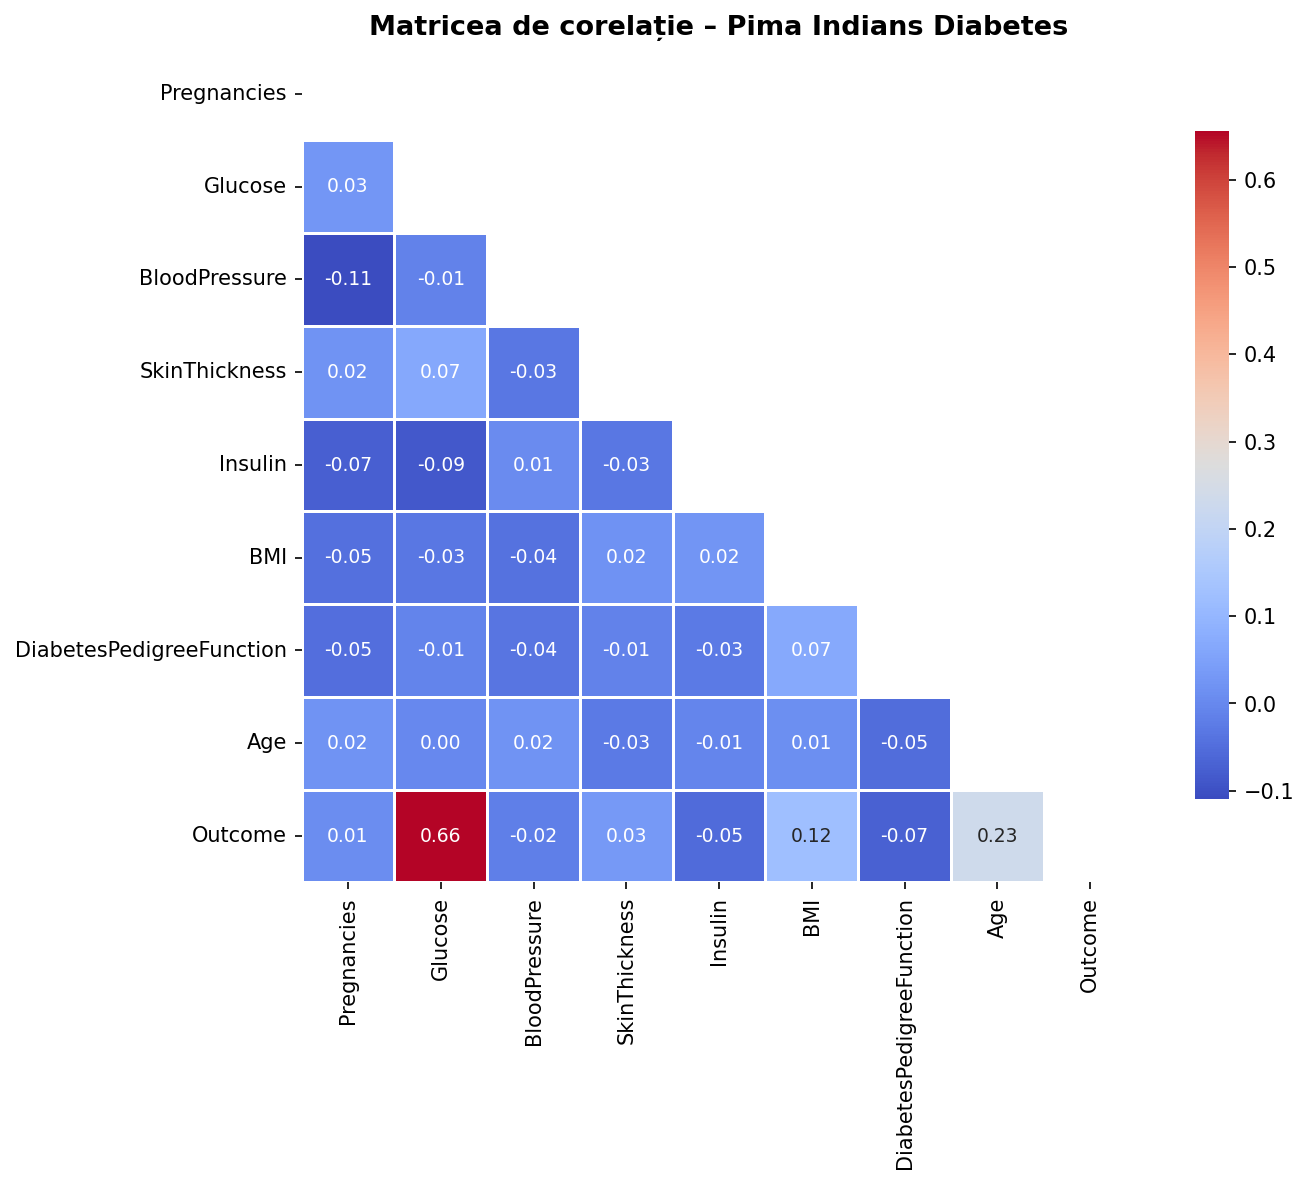 Matricea de corelație – Pima Indians Diabetes
Pregnancies
Glucose 0.03
BloodPressure -0.11 -0.01
SkinThickness 0.02 0.07 -0.03
Insulin -0.07 -0.09 0.01 -0.03
BMI -0.05 -0.03 -0.04 0.02 0.02
DiabetesPedigreeFunction -0.05 -0.01 -0.04 -0.01 -0.03 0.07
Age 0.02 0.00 0.02 -0.03 -0.01 0.01 -0.05
Outcome 0.01 0.66 -0.02 0.03 -0.05 0.12 -0.07 0.23
Pregnancies
Glucose
BloodPressure
SkinThickness
Insulin
BMI
DiabetesPedigreeFunction
Age
Outcome
0.6
0.5
0.4
0.3
0.2
0.1
0.0
−0.1